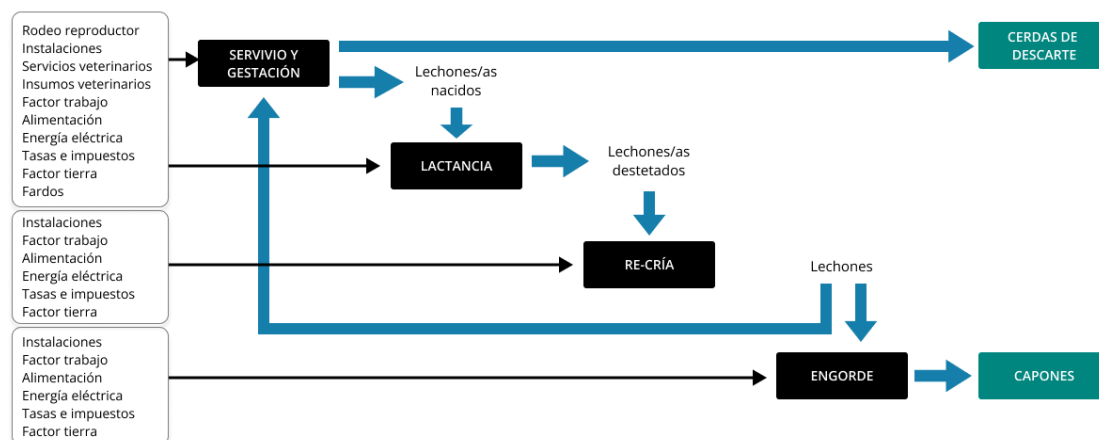 Rodeo reproductor
Instalaciones
Servicios veterinarios
Insumos veterinarios
Factor trabajo
Alimentación
Energía eléctrica
Tasas e impuestos
Factor tierra
Fardos
SERVIVIO Y
GESTACIÓN
CERDAS DE
DESCARTE
Lechones/as
nacidos
LACTANCIA
Lechones/as
destetados
Instalaciones
Factor trabajo
Alimentación
Energía eléctrica
Tasas e impuestos
Factor tierra
RE-CRÍA
Lechones
Instalaciones
Factor trabajo
Alimentación
Energía eléctrica
Tasas e impuestos
Factor tierra
ENGORDE
CAPONES